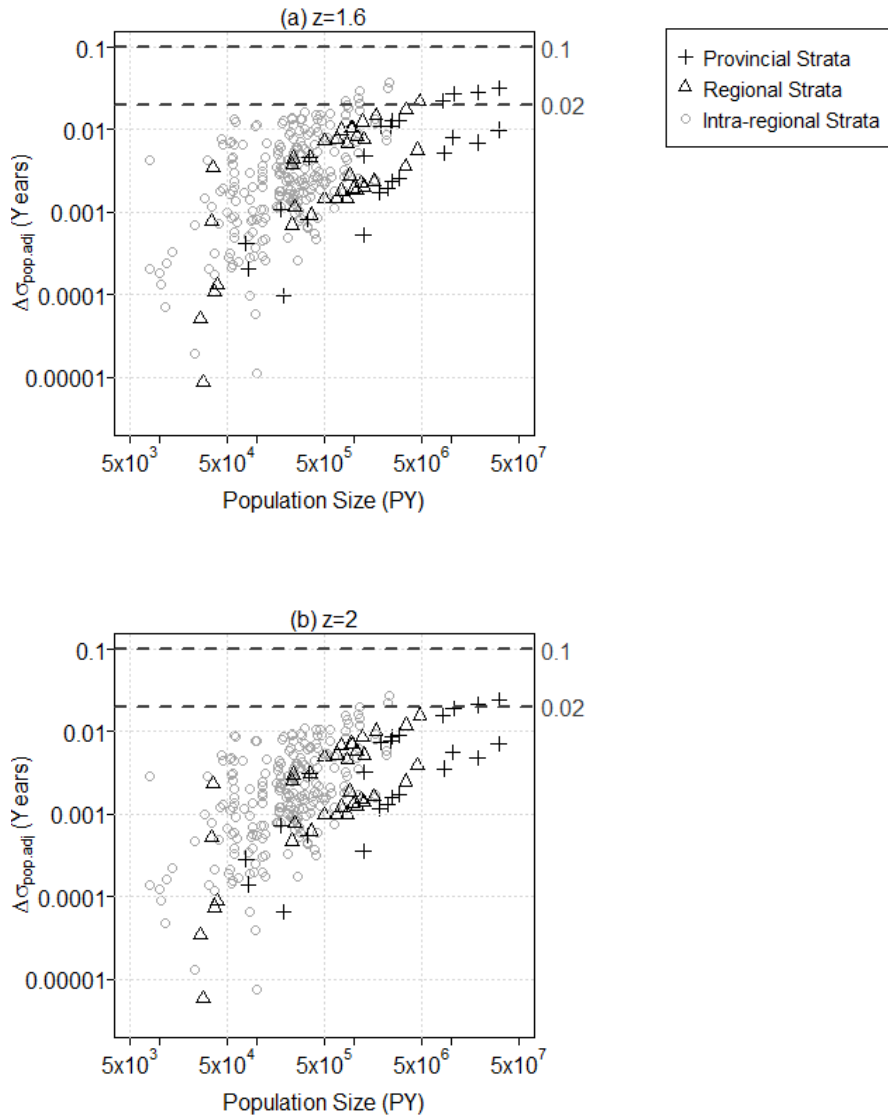 (a) z=1.6
0.1
0.01
0.001
0.0001
0.00001
Δσpop.adj (Years)
0.1
0.02
5x10³ 5x10⁴ 5x10⁵ 5x10⁶ 5x10⁷
Population Size (PY)
Provincial Strata
Regional Strata
Intra-regional Strata
(b) z=2
0.1
0.01
0.001
0.0001
0.00001
Δσpop.adj (Years)
0.1
0.02
5x10³ 5x10⁴ 5x10⁵ 5x10⁶ 5x10⁷
Population Size (PY)